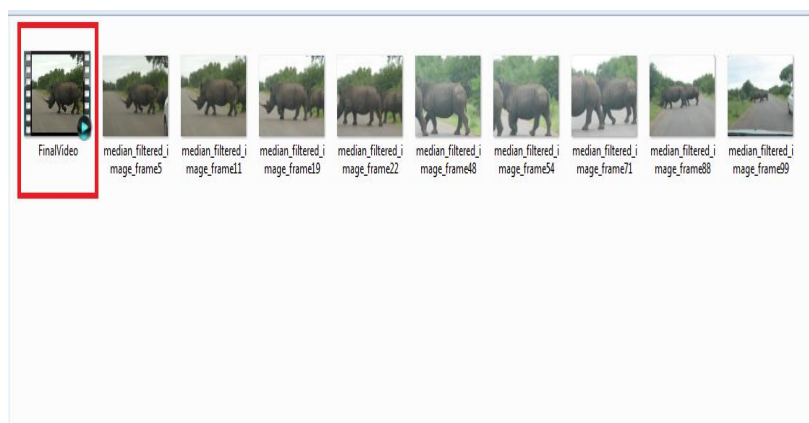 FinalVideo
median_filtered_i
mage_frame5
median_filtered_i
mage_frame11
median_filtered_i
mage_frame19
median_filtered_i
mage_frame22
median_filtered_i
mage_frame48
median_filtered_i
mage_frame54
median_filtered_i
mage_frame71
median_filtered_i
mage_frame88
median_filtered_i
mage_frame99